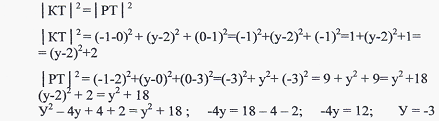 |KT|²=|PT|²
|KT|²= (-1-0)² + (y-2)² + (0-1)²=(-1)²+(y-2)²+ (-1)²=1+(y-2)²+1=
= (y-2)²+2
|PT|²= (-1-2)²+(y-0)²+(0-3)²=(-3)²+ y²+ (-3)² = 9 + y² + 9= y²+18
(y-2)² + 2 = y² + 18
У² – 4y + 4 + 2 = y² + 18 ; -4y = 18 – 4 – 2; -4y = 12; У = -3